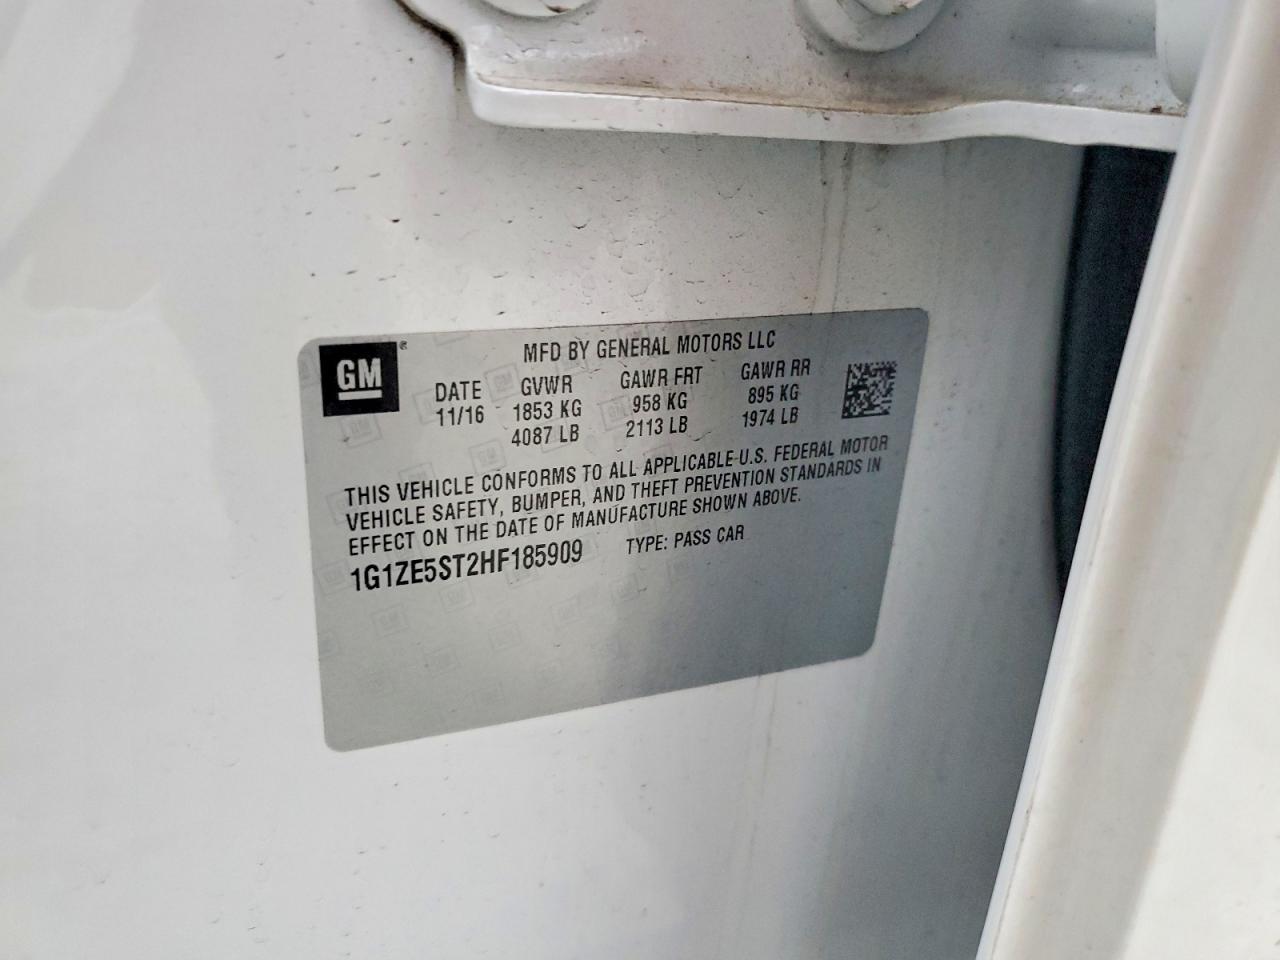 GM
MFD BY GENERAL MOTORS LLC
DATE GVWR GAWR FRT GAWR RR
11/16 1853 KG 958 KG 895 KG
4087 LB 2113 LB 1974 LB
THIS VEHICLE CONFORMS TO ALL APPLICABLE U.S. FEDERAL MOTOR
VEHICLE SAFETY, BUMPER, AND THEFT PREVENTION STANDARDS IN
EFFECT ON THE DATE OF MANUFACTURE SHOWN ABOVE.
1G1ZE5ST2HF185909 TYPE: PASS CAR